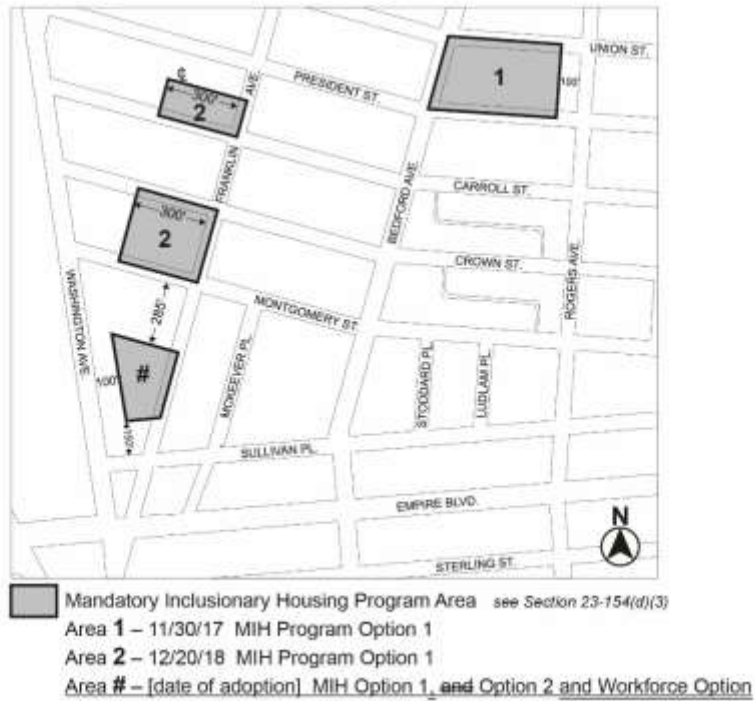 UNION ST.
1
100'
PRESIDENT ST.
AVE.
300'
2
FRANKLIN
CARROLL ST.
BEDFORD AVE.
300'
2
CROWN ST.
ROGERS AVE.
WASHINGTON AVE.
285'
MONTGOMERY ST.
#
100'
MCKEEVER PL.
STODDARD PL.
LUDLAM PL.
150'
SULLIVAN PL.
EMPIRE BLVD.
N
STERLING ST.
Mandatory Inclusionary Housing Program Area see Section 23-154(d)(3)
Area 1 – 11/30/17 MIH Program Option 1
Area 2 – 12/20/18 MIH Program Option 1
Area # – [date of adoption] MIH Option 1, and Option 2 and Workforce Option